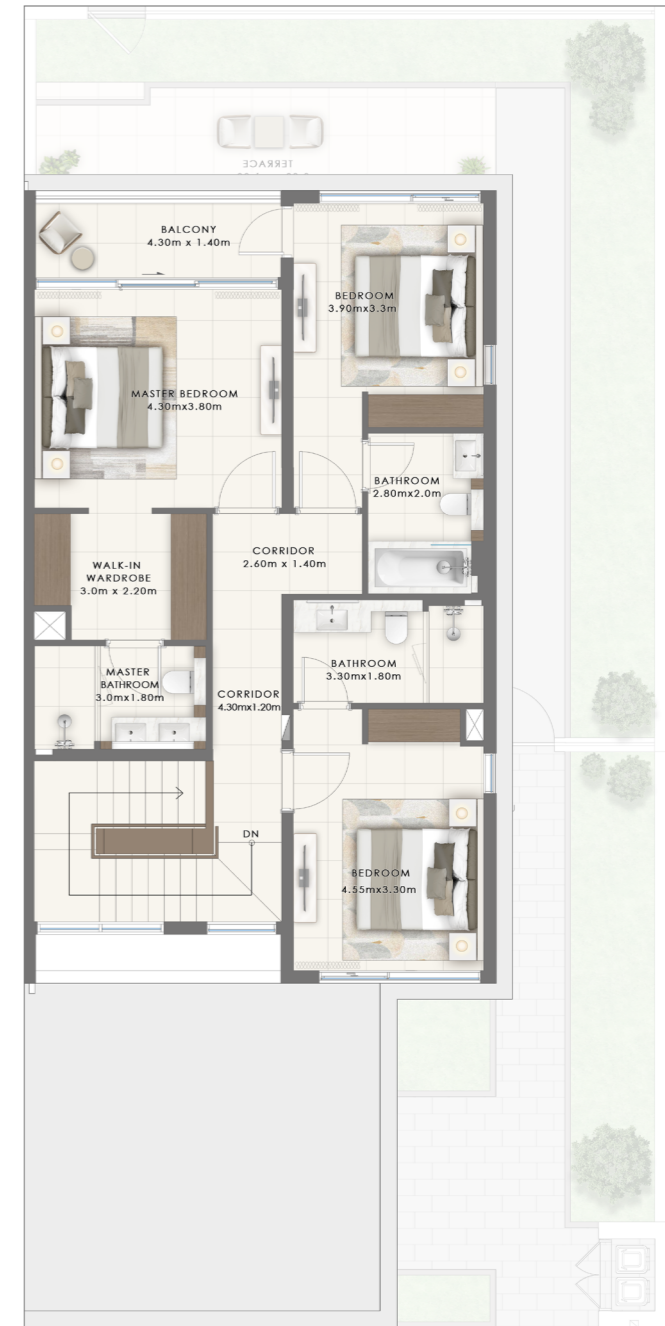 TERRACE
BALCONY
4.30m x 1.40m
BEDROOM
3.90mx3.3m
MASTER BEDROOM
4.30mx3.80m
BATHROOM
2.80mx2.0m
CORRIDOR
2.60m x 1.40m
WALK-IN
WARDROBE
3.0m x 2.20m
BATHROOM
3.30mx1.80m
MASTER
BATHROOM
3.0mx1.80m
CORRIDOR
4.30mx1.20m
DN
BEDROOM
4.55mx3.30m